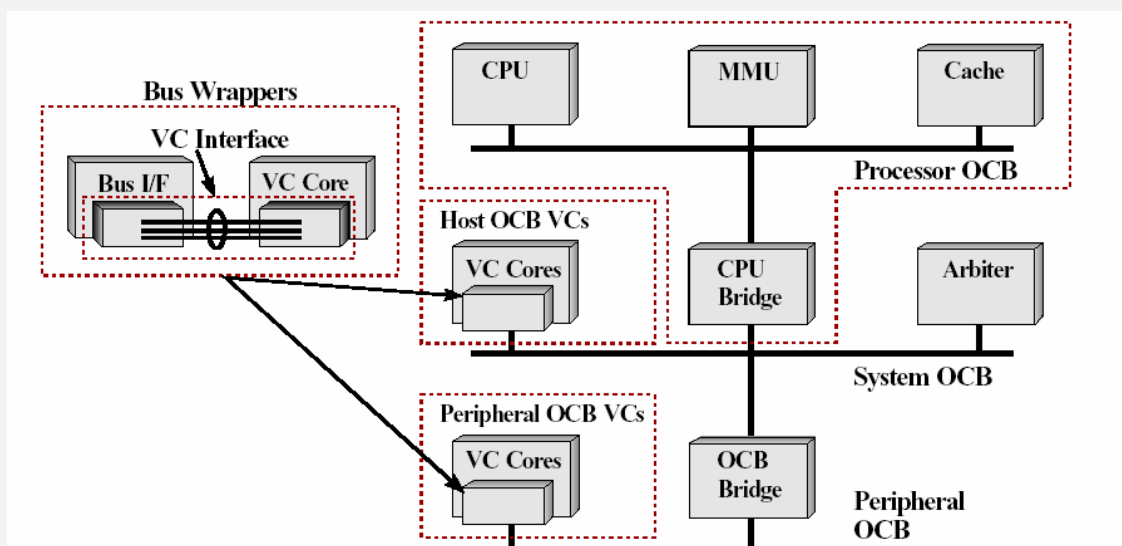 CPU
MMU
Cache
Bus Wrappers
VC Interface
Processor OCB
Bus I/F
VC Core
Host OCB VCs
VC Cores
CPU
Bridge
Arbiter
System OCB
Peripheral OCB VCs
VC Cores
OCB
Bridge
Peripheral
OCB